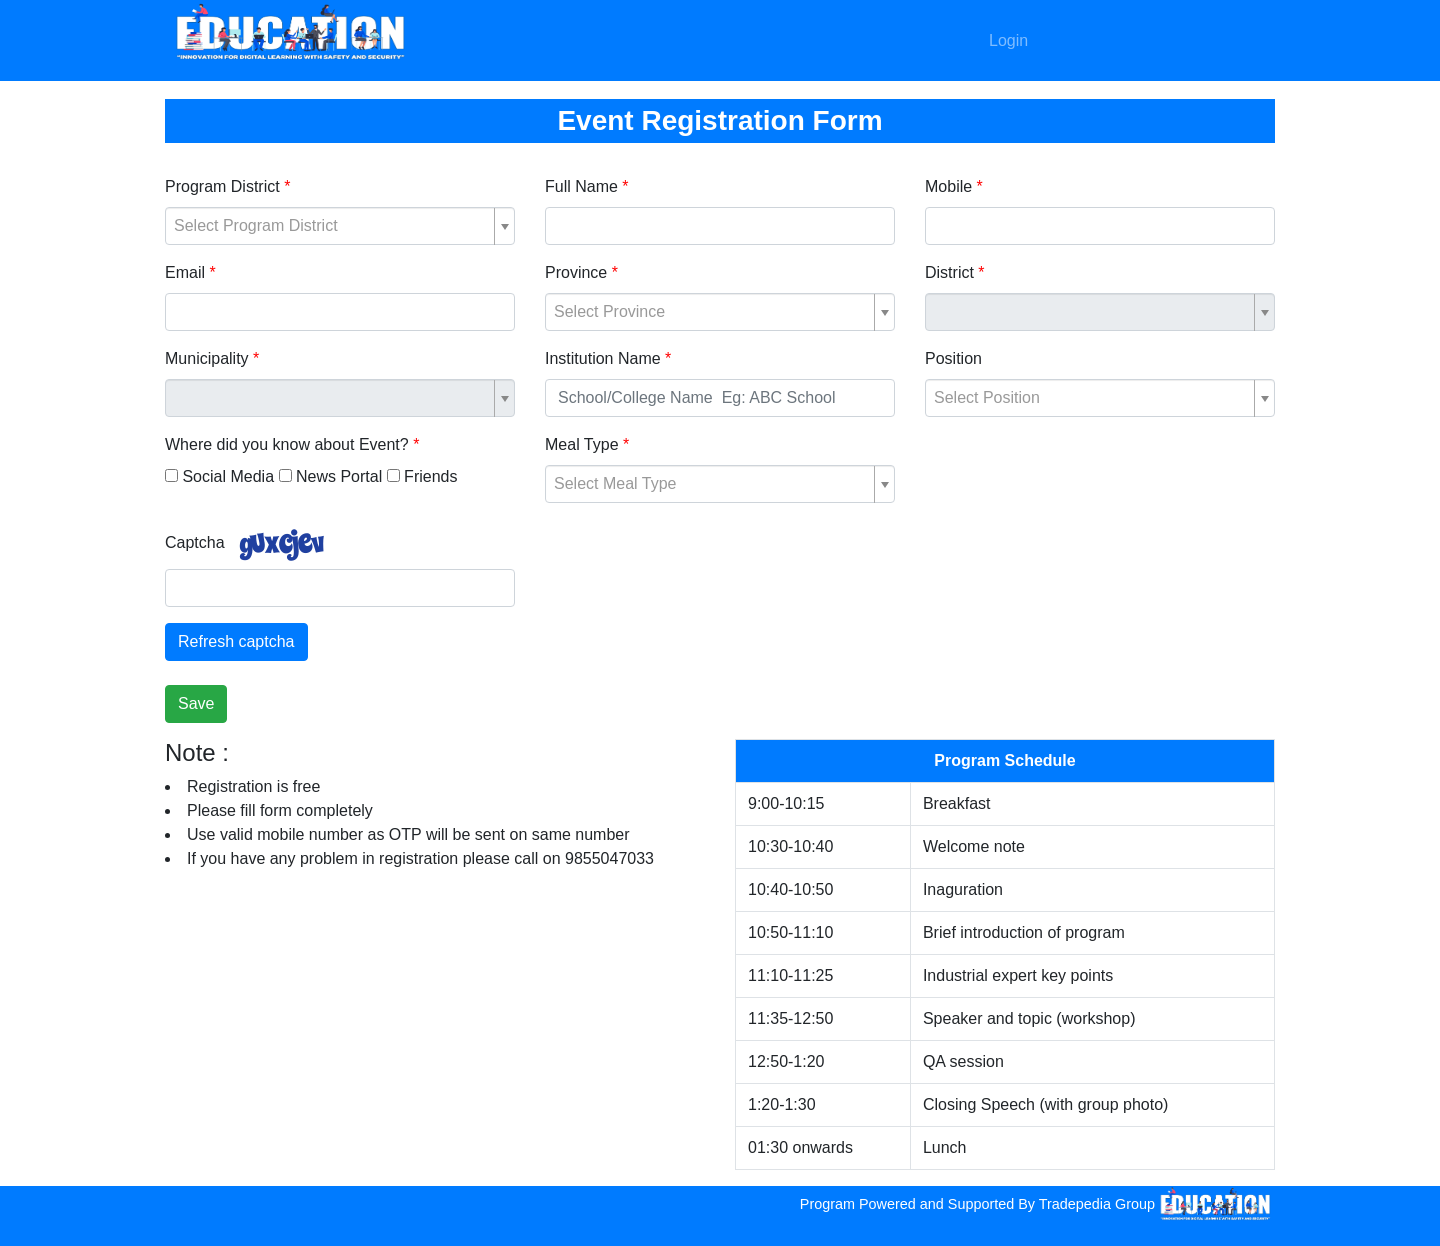 EDUCATION
"INNOVATION FOR DIGITAL LEARNING WITH SAFETY AND SECURITY"
Login
Event Registration Form
Program District *
Full Name *
Mobile *
Select Program District
Email *
Province *
District *
Select Province
Municipality *
Institution Name *
Position
School/College Name  Eg: ABC School
Select Position
Where did you know about Event? *
Meal Type *
Social Media News Portal Friends
Select Meal Type
Captcha guxcjev
Refresh captcha
Save
Note :
Registration is free
Please fill form completely
Use valid mobile number as OTP will be sent on same number
If you have any problem in registration please call on 9855047033
Program Schedule
9:00-10:15 Breakfast
10:30-10:40 Welcome note
10:40-10:50 Inaguration
10:50-11:10 Brief introduction of program
11:10-11:25 Industrial expert key points
11:35-12:50 Speaker and topic (workshop)
12:50-1:20 QA session
1:20-1:30 Closing Speech (with group photo)
01:30 onwards Lunch
Program Powered and Supported By Tradepedia Group EDUCATION